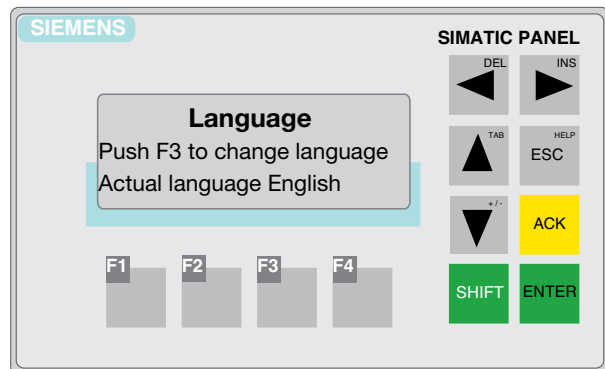 SIEMENS
SIMATIC PANEL
DEL
INS
Language
Push F3 to change language
Actual language English
TAB
HELP
ESC
+/-
ACK
F1
F2
F3
F4
SHIFT
ENTER